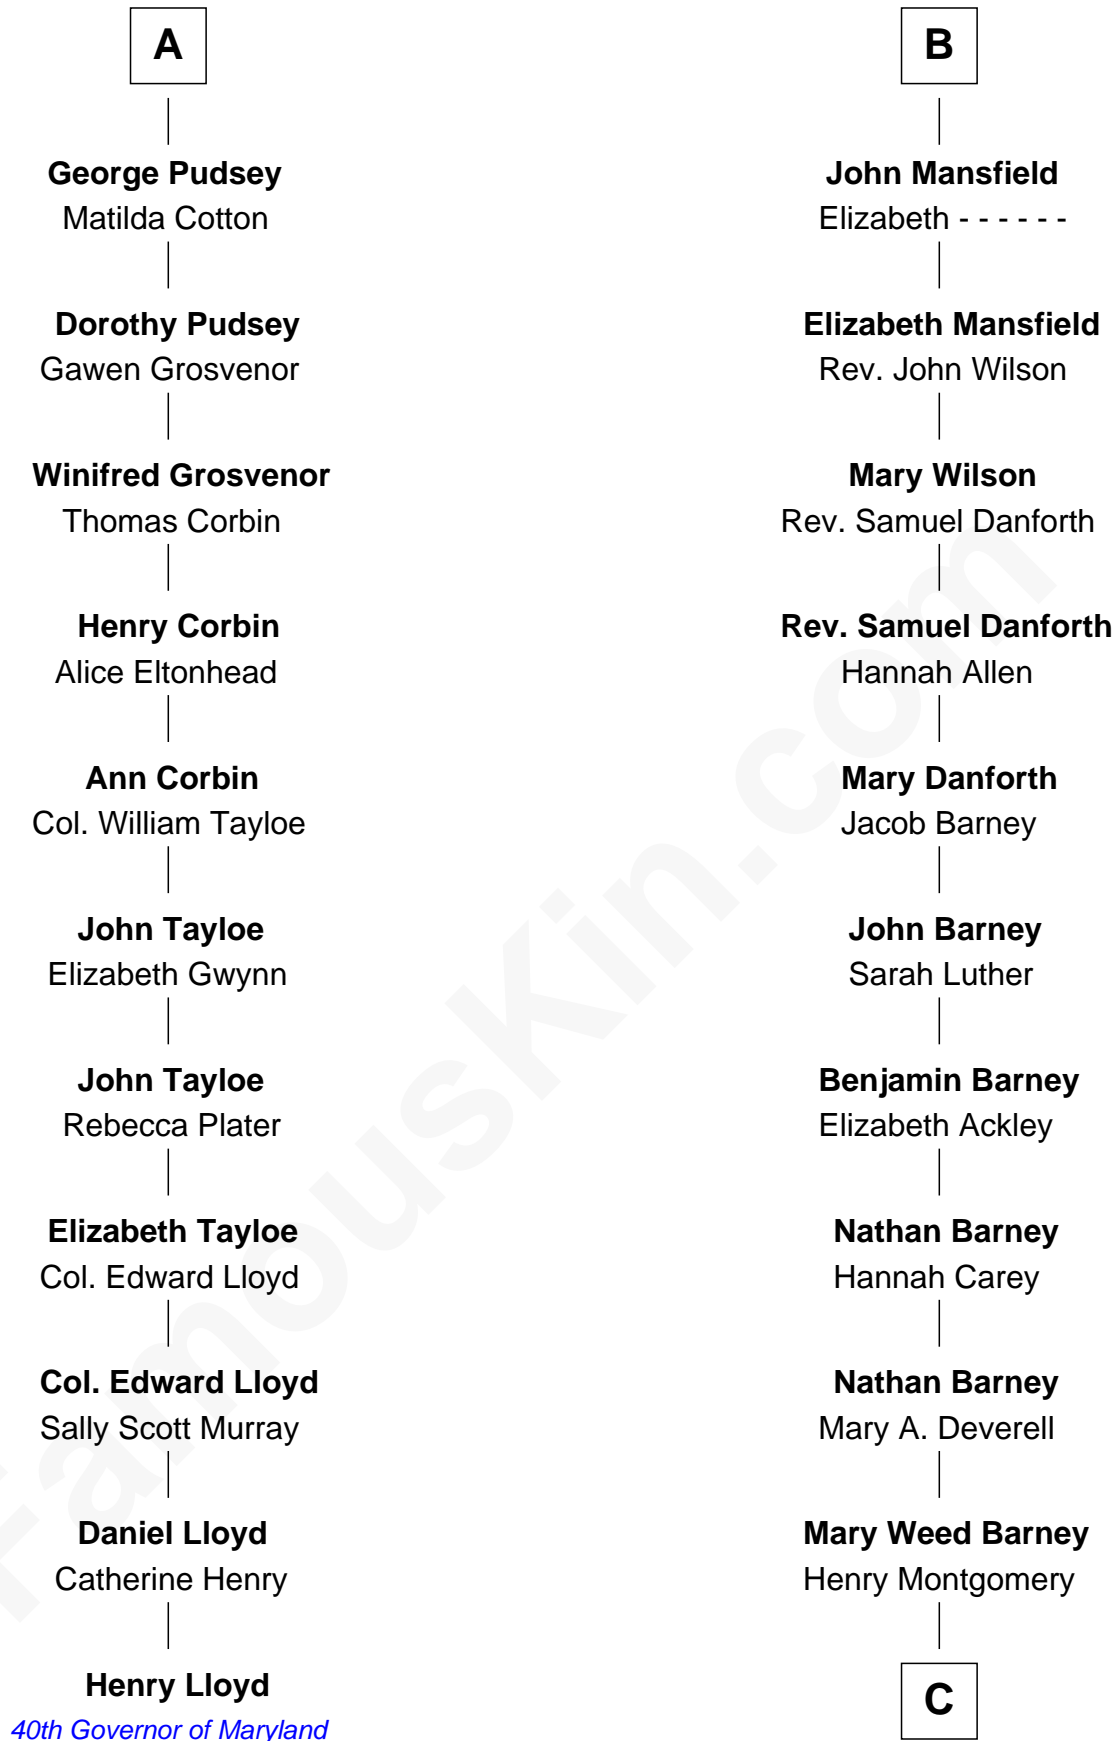 A
George Pudsey
Matilda Cotton
Dorothy Pudsey
Gawen Grosvenor
Winifred Grosvenor
Thomas Corbin
Henry Corbin
Alice Eltonhead
Ann Corbin
Col. William Tayloe
John Tayloe
Elizabeth Gwynn
John Tayloe
Rebecca Plater
Elizabeth Tayloe
Col. Edward Lloyd
Col. Edward Lloyd
Sally Scott Murray
Daniel Lloyd
Catherine Henry
Henry Lloyd
40th Governor of Maryland
B
John Mansfield
Elizabeth - - - - - -
Elizabeth Mansfield
Rev. John Wilson
Mary Wilson
Rev. Samuel Danforth
Rev. Samuel Danforth
Hannah Allen
Mary Danforth
Jacob Barney
John Barney
Sarah Luther
Benjamin Barney
Elizabeth Ackley
Nathan Barney
Hannah Carey
Nathan Barney
Mary A. Deverell
Mary Weed Barney
Henry Montgomery
C
FamousKin.com